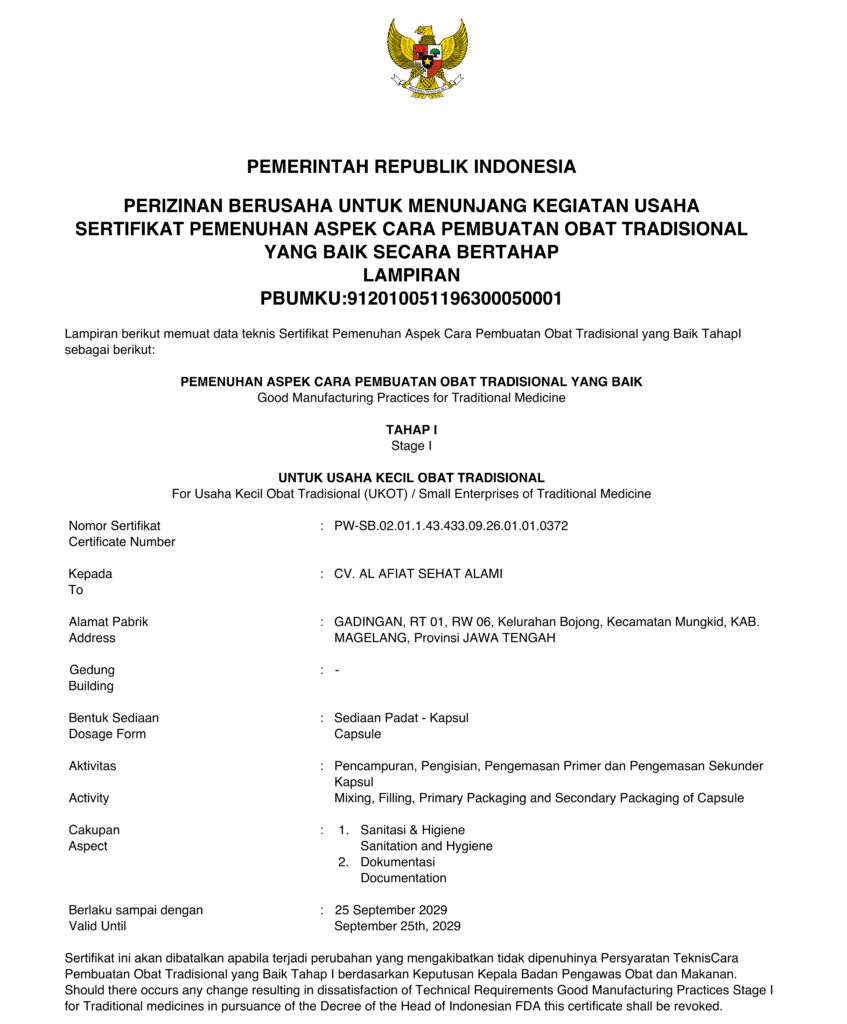 PEMERINTAH REPUBLIK INDONESIA
PERIZINAN BERUSAHA UNTUK MENUNJANG KEGIATAN USAHA
SERTIFIKAT PEMENUHAN ASPEK CARA PEMBUATAN OBAT TRADISIONAL
YANG BAIK SECARA BERTAHAP
LAMPIRAN
PBUMKU:912010051196300050001
Lampiran berikut memuat data teknis Sertifikat Pemenuhan Aspek Cara Pembuatan Obat Tradisional yang Baik TahapI
sebagai berikut:
PEMENUHAN ASPEK CARA PEMBUATAN OBAT TRADISIONAL YANG BAIK
Good Manufacturing Practices for Traditional Medicine
TAHAP I
Stage I
UNTUK USAHA KECIL OBAT TRADISIONAL
For Usaha Kecil Obat Tradisional (UKOT) / Small Enterprises of Traditional Medicine
Nomor Sertifikat : PW-SB.02.01.1.43.433.09.26.01.01.0372
Certificate Number
Kepada : CV. AL AFIAT SEHAT ALAMI
To
Alamat Pabrik : GADINGAN, RT 01, RW 06, Kelurahan Bojong, Kecamatan Mungkid, KAB.
Address MAGELANG, Provinsi JAWA TENGAH
Gedung : -
Building
Bentuk Sediaan : Sediaan Padat - Kapsul
Dosage Form Capsule
Aktivitas : Pencampuran, Pengisian, Pengemasan Primer dan Pengemasan Sekunder
Kapsul
Activity Mixing, Filling, Primary Packaging and Secondary Packaging of Capsule
Cakupan : 1. Sanitasi & Higiene
Aspect Sanitation and Hygiene
2. Dokumentasi
Documentation
Berlaku sampai dengan : 25 September 2029
Valid Until September 25th, 2029
Sertifikat ini akan dibatalkan apabila terjadi perubahan yang mengakibatkan tidak dipenuhinya Persyaratan TeknisCara
Pembuatan Obat Tradisional yang Baik Tahap I berdasarkan Keputusan Kepala Badan Pengawas Obat dan Makanan.
Should there occurs any change resulting in dissatisfaction of Technical Requirements Good Manufacturing Practices Stage I
for Traditional medicines in pursuance of the Decree of the Head of Indonesian FDA this certificate shall be revoked.